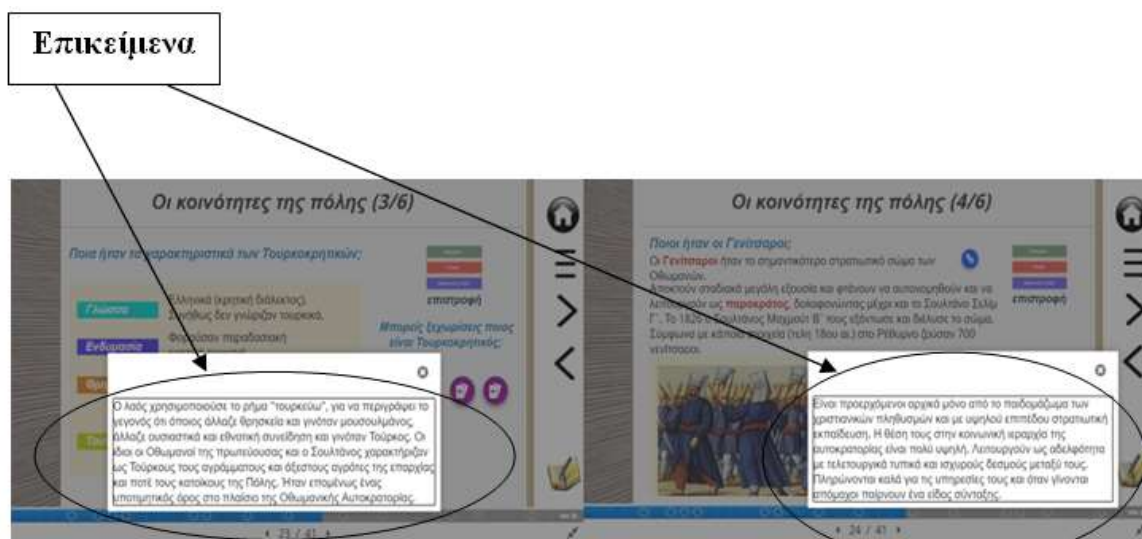 Επικείμενα
Οι κοινότητες της πόλης (3/6)
Ποια ήταν τα χαρακτηριστικά των Τουρκοκρητικών;
επιστροφή
Γλώσσα
Ελληνικά (κρητική διάλεκτος).
Συνήθως δεν γνώριζαν τουρκικά.
Ενδυμασία
Φορούσαν παραδοσιακή
Μπορείς ξεχωρίσεις ποιος
είναι Τουρκοκρητικός;
Ο λαός χρησιμοποιούσε το ρήμα "τουρκεύω", για να περιγράψει το
γεγονός ότι όποιος άλλαζε θρησκεία και γινόταν μουσουλμάνος,
άλλαζε ουσιαστικά και εθνοτική συνείδηση και γινόταν Τούρκος. Οι
ίδιοι οι Οθωμανοί της πρωτεύουσας και ο Σουλτάνος χαρακτήριζαν
ως Τούρκους τους αγράμματους και άξεστους αγρότες της επαρχίας
και ποτέ τους κατοίκους της Πόλης. Ήταν επομένως ένας
υποτιμητικός όρος στο πλαίσιο της Οθωμανικής Αυτοκρατορίας.
23 / 41
Οι κοινότητες της πόλης (4/6)
Ποιοι ήταν οι Γενίτσαροι;
Οι Γενίτσαροι ήταν το σημαντικότερο στρατιωτικό σώμα των
Οθωμανών.
Αποκτούν σταδιακά μεγάλη εξουσία και φτάνουν να αυτονομηθούν και να
λειτουργούν ως παρακράτος, δολοφονώντας μέχρι και το Σουλτάνο Σελίμ
Γ΄. Το 1826 ο Σουλτάνος Μαχμούτ Β΄ τους εξόντωσε και διέλυσε το σώμα.
Σύμφωνα με κάποια στοιχεία (τέλη 18ου αι.) στο Ρέθυμνο ζούσαν 700
γενίτσαροι.
επιστροφή
Είναι προερχόμενοι αρχικά μόνο από το παιδομάζωμα των
χριστιανικών πληθυσμών και με υψηλού επιπέδου στρατιωτική
εκπαίδευση. Η θέση τους στην κοινωνική ιεραρχία της
αυτοκρατορίας είναι πολύ υψηλή. Λειτουργούν ως αδελφότητα
με τελετουργικά τυπικά και ισχυρούς δεσμούς μεταξύ τους.
Πληρώνονται καλά για τις υπηρεσίες τους και όταν γίνονται
απόμαχοι παίρνουν ένα είδος σύνταξης.
24 / 41